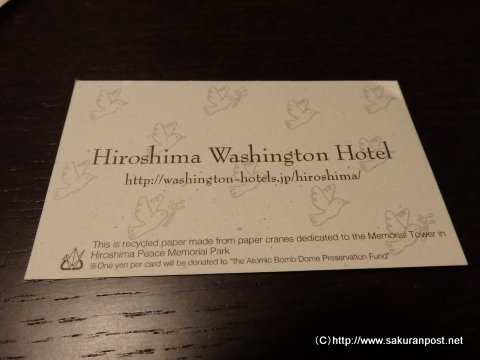 Hiroshima Washington Hotel
http://washington-hotels.jp/hiroshima/
This is recycled paper made from paper cranes dedicated to the Memorial Tower in
Hiroshima Peace Memorial Park
※One yen per card will be donated to "the Atomic Bomb Dome Preservation Fund"
(C)http://www.sakuranpost.net